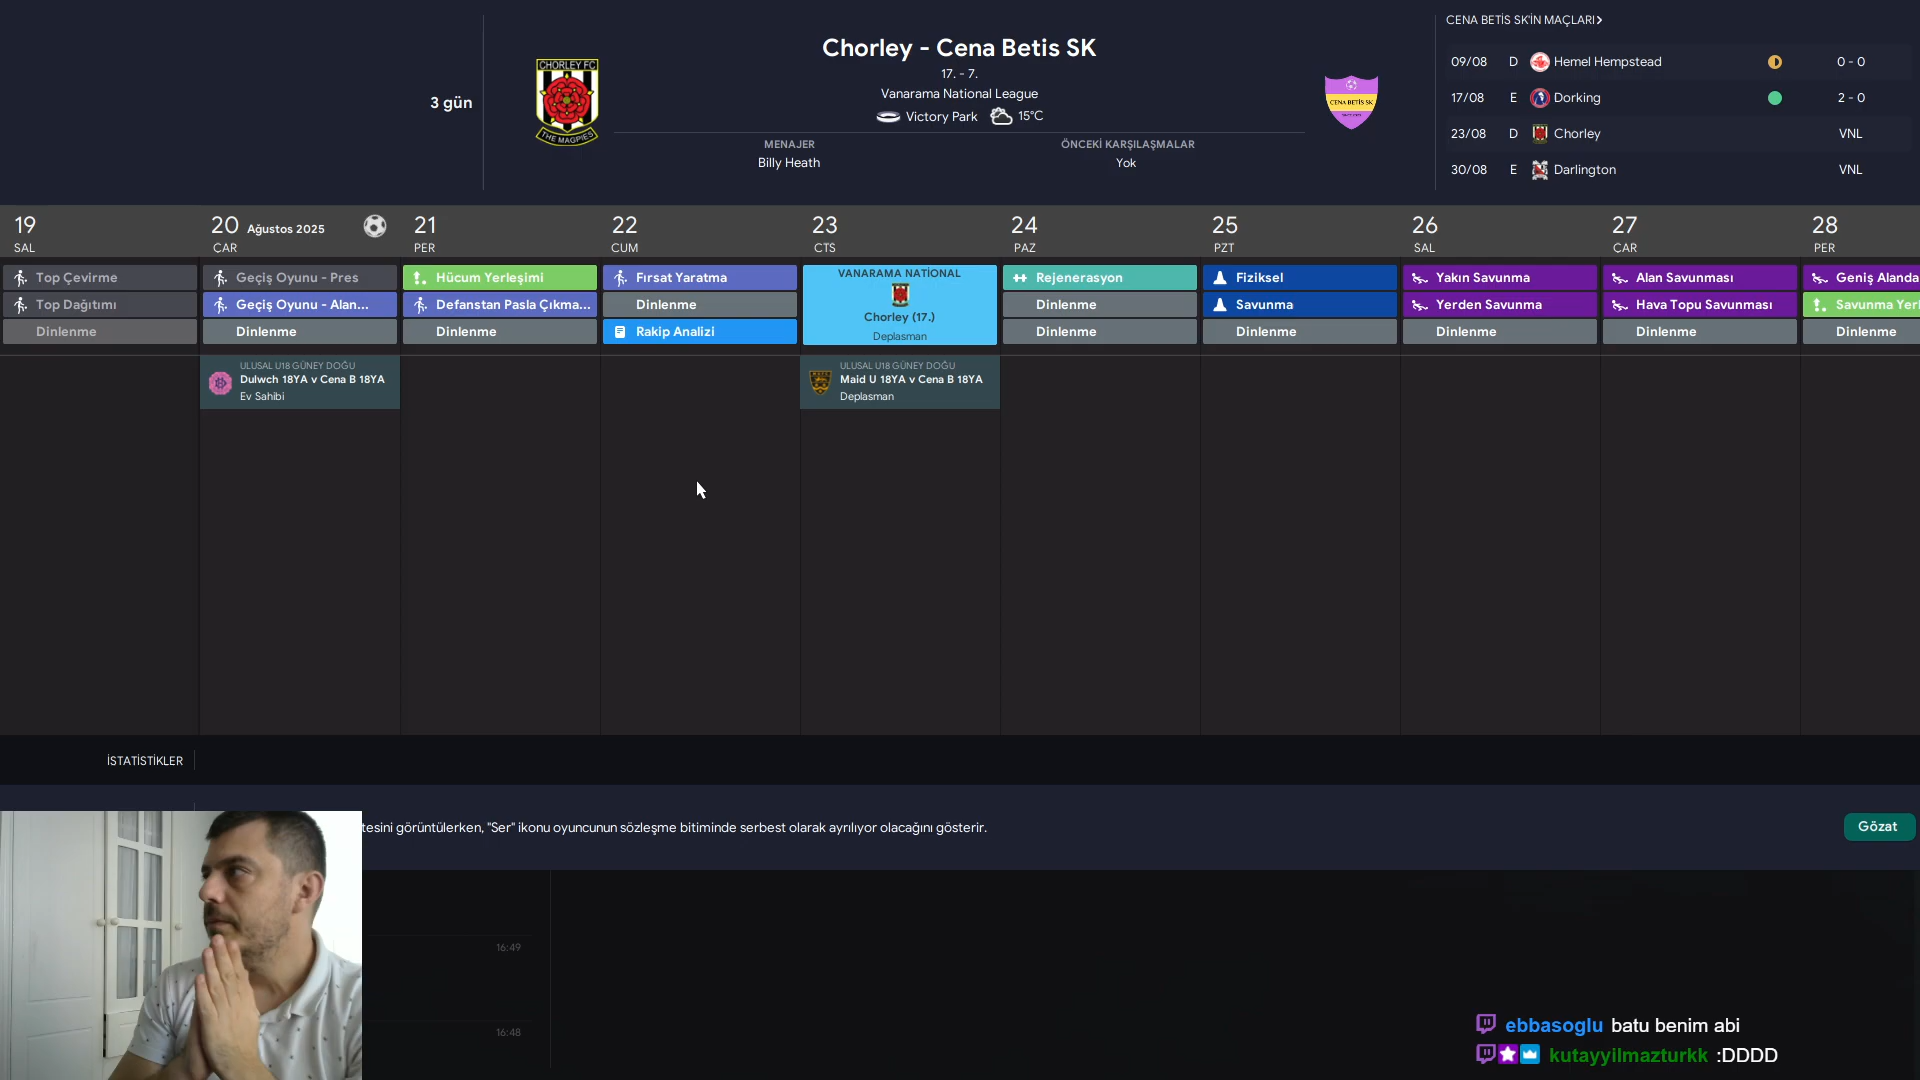 3 gün
CHORLEY FC
THE MAGPIES
Chorley - Cena Betis SK
17. - 7.
Vanarama National League
Victory Park 15°C
MENAJER
Billy Heath
ÖNCEKİ KARŞILAŞMALAR
Yok
CENA BETİS SK
CENA BETİS SK'İN MAÇLARI
09/08 D Hemel Hempstead 0 - 0
17/08 E Dorking 2 - 0
23/08 D Chorley VNL
30/08 E Darlington VNL
19 SAL
20 Ağustos 2025 ÇAR
21 PER
22 CUM
23 CTS
24 PAZ
25 PZT
26 SAL
27 ÇAR
28 PER
Top Çevirme
Top Dağıtımı
Dinlenme
Geçiş Oyunu - Pres
Geçiş Oyunu - Alan...
Dinlenme
Hücum Yerleşimi
Defanstan Pasla Çıkma...
Dinlenme
Fırsat Yaratma
Dinlenme
Rakip Analizi
VANARAMA NATİONAL
Chorley (17.)
Deplasman
Rejenerasyon
Dinlenme
Dinlenme
Fiziksel
Savunma
Dinlenme
Yakın Savunma
Yerden Savunma
Dinlenme
Alan Savunması
Hava Topu Savunması
Dinlenme
Geniş Alanda
Savunma Yerl
Dinlenme
ULUSAL U18 GÜNEY DOĞU
Dulwch 18YA v Cena B 18YA
Ev Sahibi
ULUSAL U18 GÜNEY DOĞU
Maid U 18YA v Cena B 18YA
Deplasman
İSTATİSTİKLER
tesini görüntülerken, "Ser" ikonu oyuncunun sözleşme bitiminde serbest olarak ayrılıyor olacağını gösterir.
Gözat
16:49
16:48
ebbasoglu batu benim abi
kutayyilmazturkk :DDDD